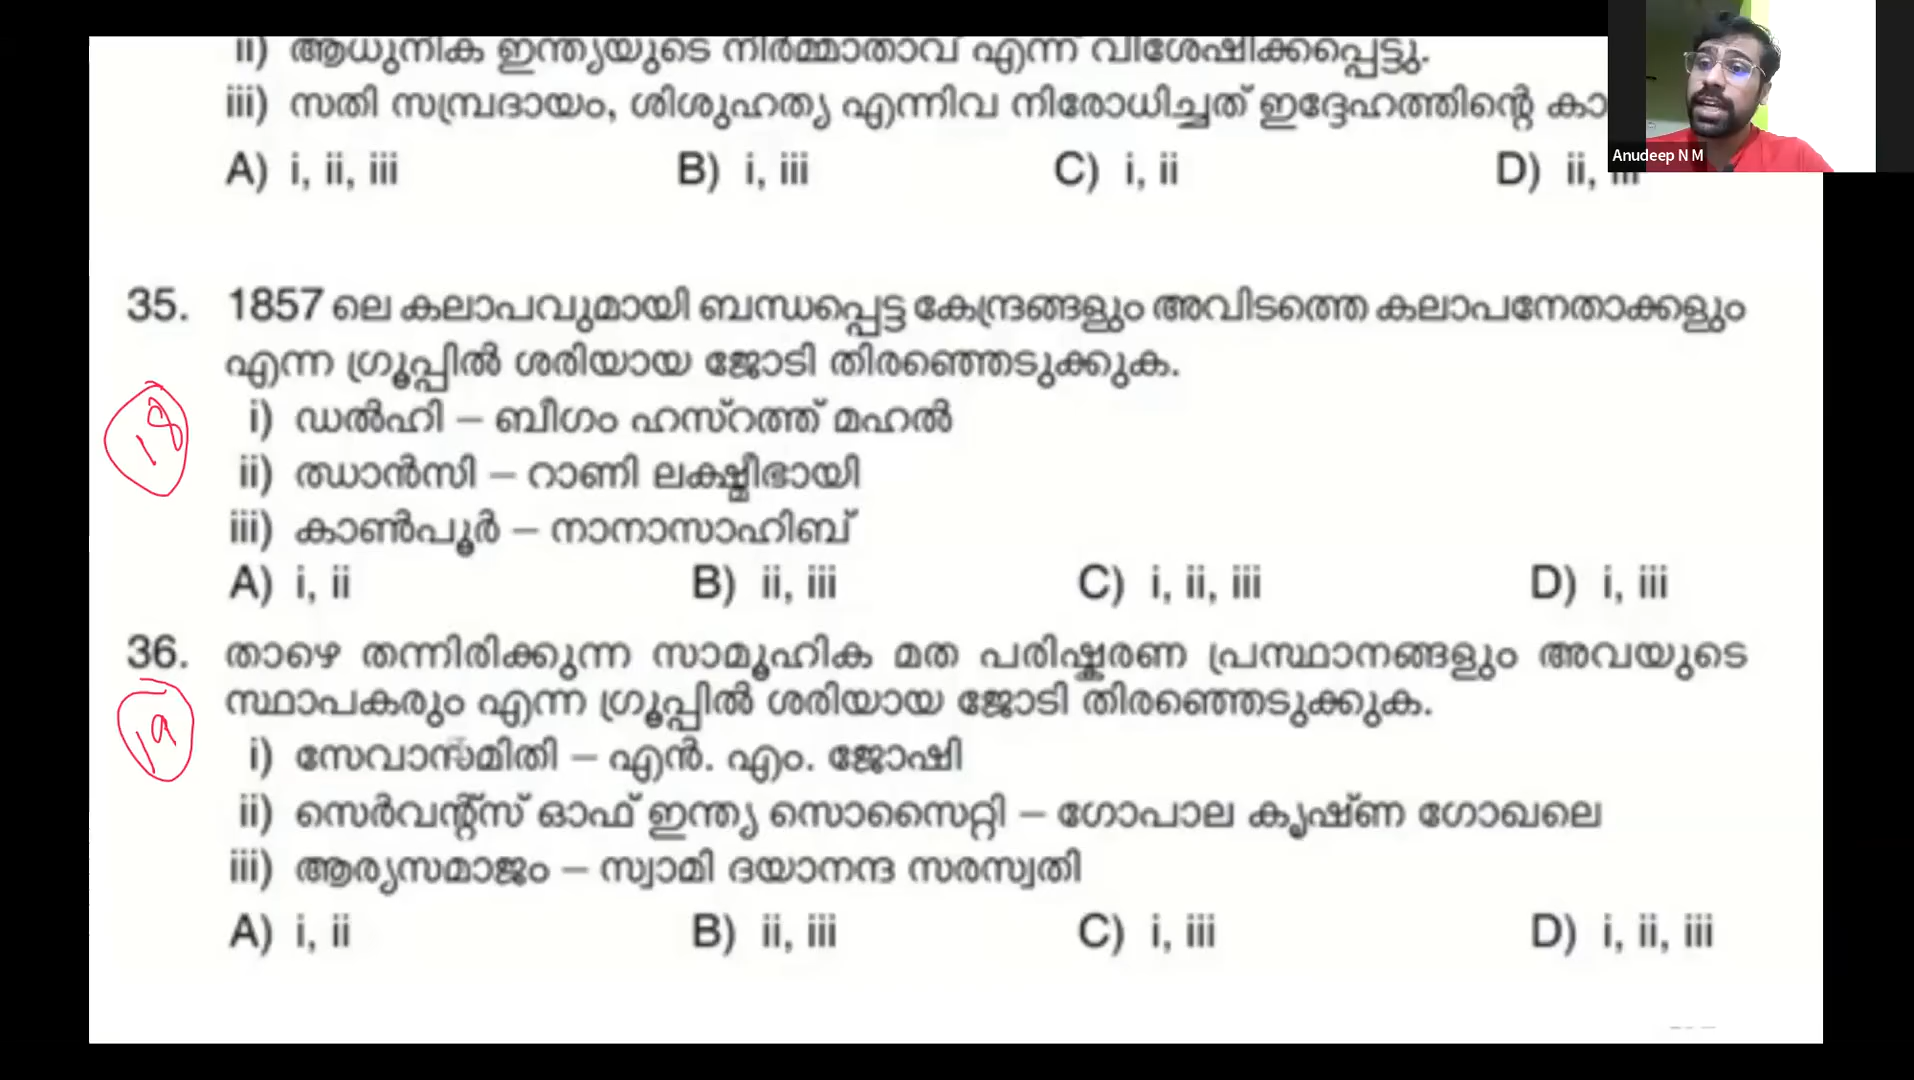 ii) ആധുനിക ഇന്ത്യയുടെ നിർമ്മാതാവ് എന്ന് വിശേഷിക്കപ്പെട്ടു.
iii) സതി സമ്പ്രദായം, ശിശുഹത്യ എന്നിവ നിരോധിച്ചത് ഇദ്ദേഹത്തിന്റെ കാ
Anudeep N M
A) i, ii, iii B) i, iii C) i, ii D) ii, iii
35. 1857 ലെ കലാപവുമായി ബന്ധപ്പെട്ട കേന്ദ്രങ്ങളും അവിടത്തെ കലാപനേതാക്കളും
എന്ന ഗ്രൂപ്പിൽ ശരിയായ ജോടി തിരഞ്ഞെടുക്കുക.
18
i) ഡൽഹി – ബീഗം ഹസ്റത്ത് മഹൽ
ii) ഝാൻസി – റാണി ലക്ഷ്മീഭായി
iii) കാൺപൂർ – നാനാസാഹിബ്
A) i, ii B) ii, iii C) i, ii, iii D) i, iii
36. താഴെ തന്നിരിക്കുന്ന സാമൂഹിക മത പരിഷ്കരണ പ്രസ്ഥാനങ്ങളും അവയുടെ
സ്ഥാപകരും എന്ന ഗ്രൂപ്പിൽ ശരിയായ ജോടി തിരഞ്ഞെടുക്കുക.
19
i) സേവാസമിതി – എൻ. എം. ജോഷി
ii) സെർവന്റ്സ് ഓഫ് ഇന്ത്യ സൊസൈറ്റി – ഗോപാല കൃഷ്ണ ഗോഖലെ
iii) ആര്യസമാജം – സ്വാമി ദയാനന്ദ സരസ്വതി
A) i, ii B) ii, iii C) i, iii D) i, ii, iii